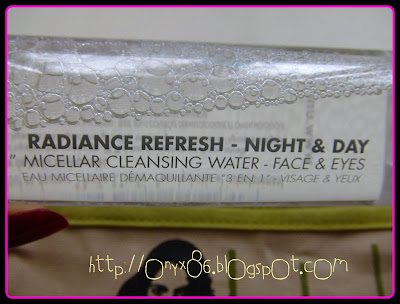 RADIANCE REFRESH - NIGHT & DAY
" MICELLAR CLEANSING WATER - FACE & EYES
EAU MICELLAIRE DÉMAQUILLANTE "3 EN 1" - VISAGE & YEUX
http://onyx86.blogspot.com